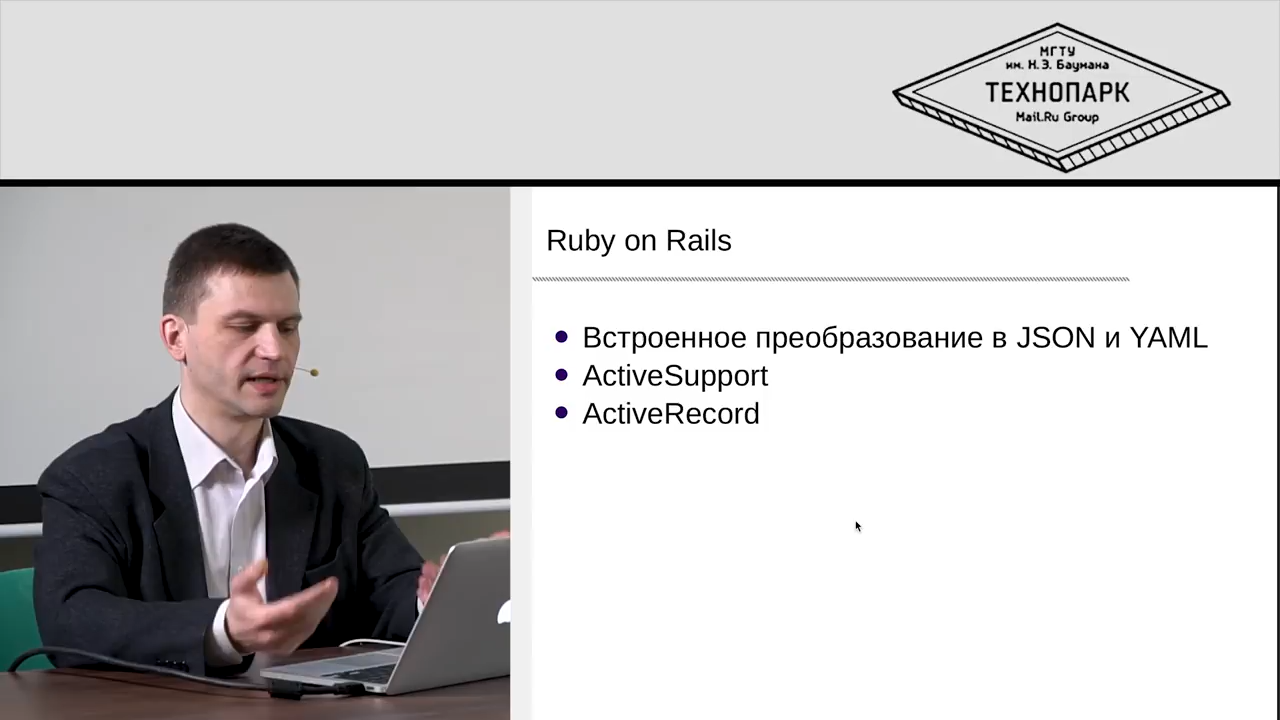 МГТУ
им. Н.Э. Баумана
ТЕХНОПАРК
Mail.Ru Group
Ruby on Rails
Встроенное преобразование в JSON и YAML
ActiveSupport
ActiveRecord